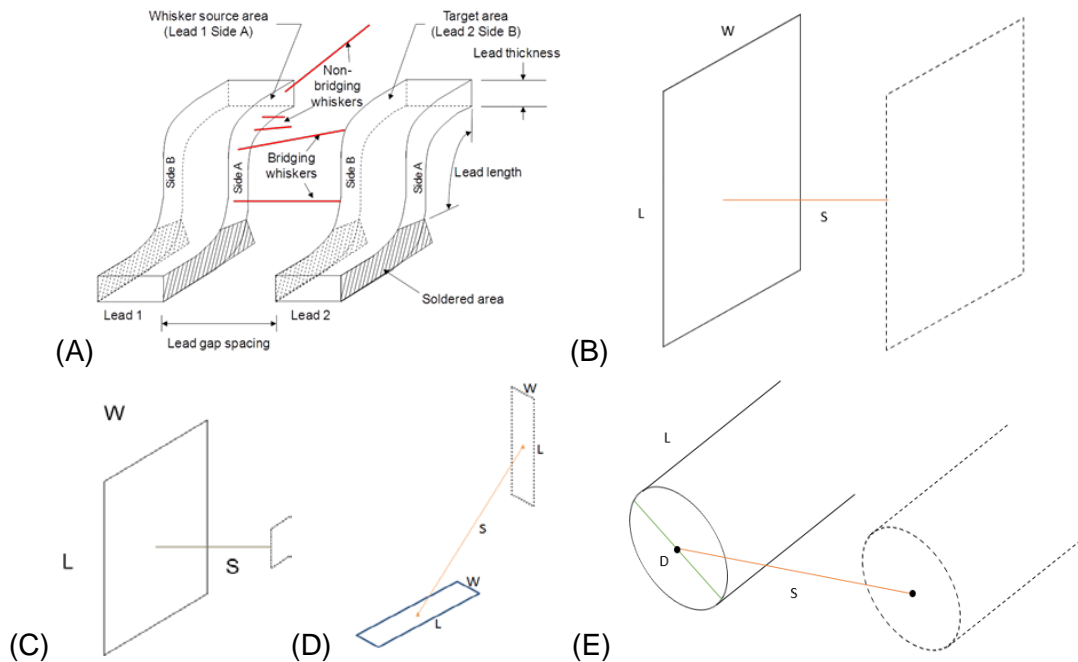 Whisker source area
(Lead 1 Side A)
Target area
(Lead 2 Side B)
Lead thickness
Non-
bridging
whiskers
Side B
Side A
Bridging
whiskers
Side B
Side A
Lead length
Soldered area
Lead 1
Lead 2
Lead gap spacing
(A)
W
L
S
(B)
W
L
S
(C)
W
L
S
W
L
(D)
L
D
S
(E)